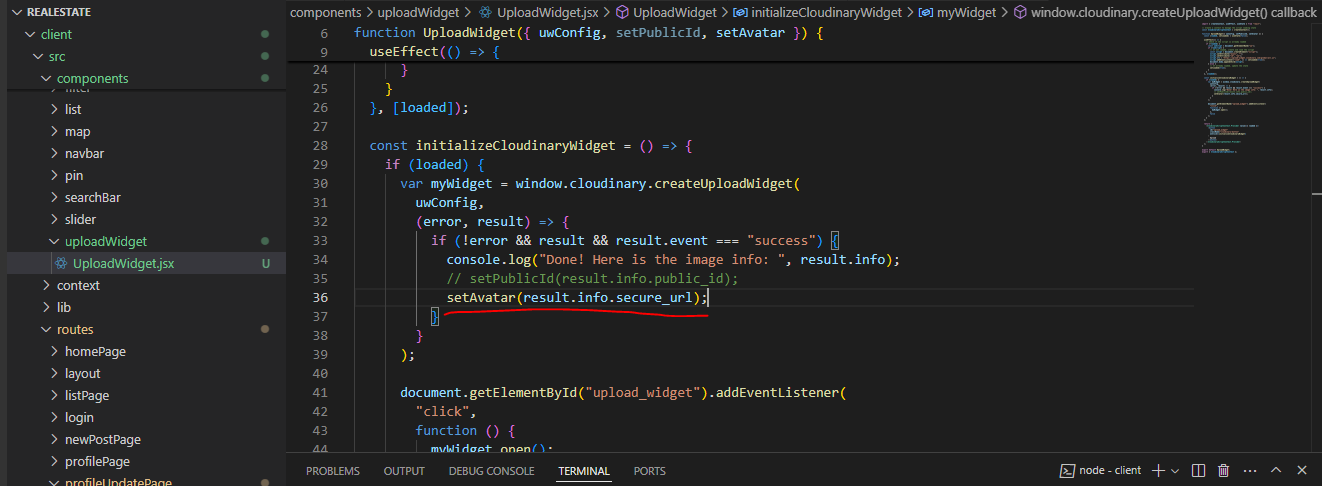 REALESTATE
client
src
components
filter
list
map
navbar
pin
searchBar
slider
uploadWidget
UploadWidget.jsx U
context
lib
routes
homePage
layout
listPage
login
newPostPage
profilePage
profileUpdatePage
components > uploadWidget > UploadWidget.jsx > UploadWidget > initializeCloudinaryWidget > myWidget > window.cloudinary.createUploadWidget() callback
6 function UploadWidget({ uwConfig, setPublicId, setAvatar }) {
9 useEffect(() => {
24 }
25 }
26 }, [loaded]);
27
28 const initializeCloudinaryWidget = () => {
29 if (loaded) {
30 var myWidget = window.cloudinary.createUploadWidget(
31 uwConfig,
32 (error, result) => {
33 if (!error && result && result.event === "success") {
34 console.log("Done! Here is the image info: ", result.info);
35 // setPublicId(result.info.public_id);
36 setAvatar(result.info.secure_url);
37 }
38 }
39 );
40
41 document.getElementById("upload_widget").addEventListener(
42 "click",
43 function () {
44 myWidget.open();
PROBLEMS OUTPUT DEBUG CONSOLE TERMINAL PORTS node - client